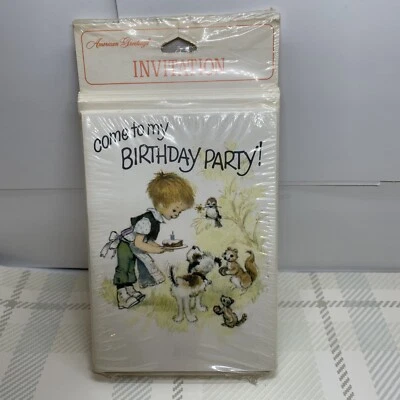 American Greetings
INVITATION
come to my
BIRTHDAY PARTY!